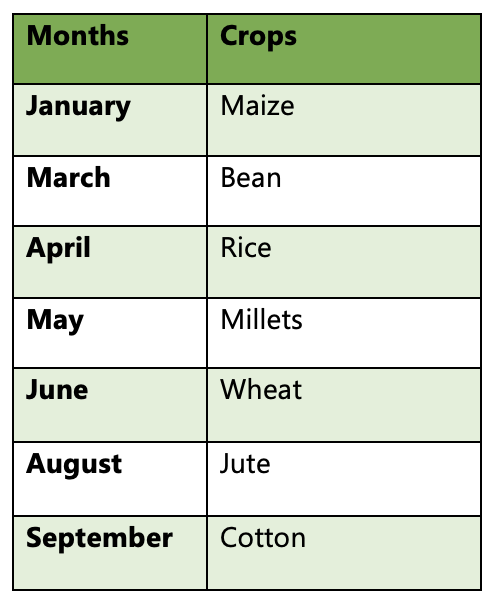 Months Crops
January Maize
March Bean
April Rice
May Millets
June Wheat
August Jute
September Cotton